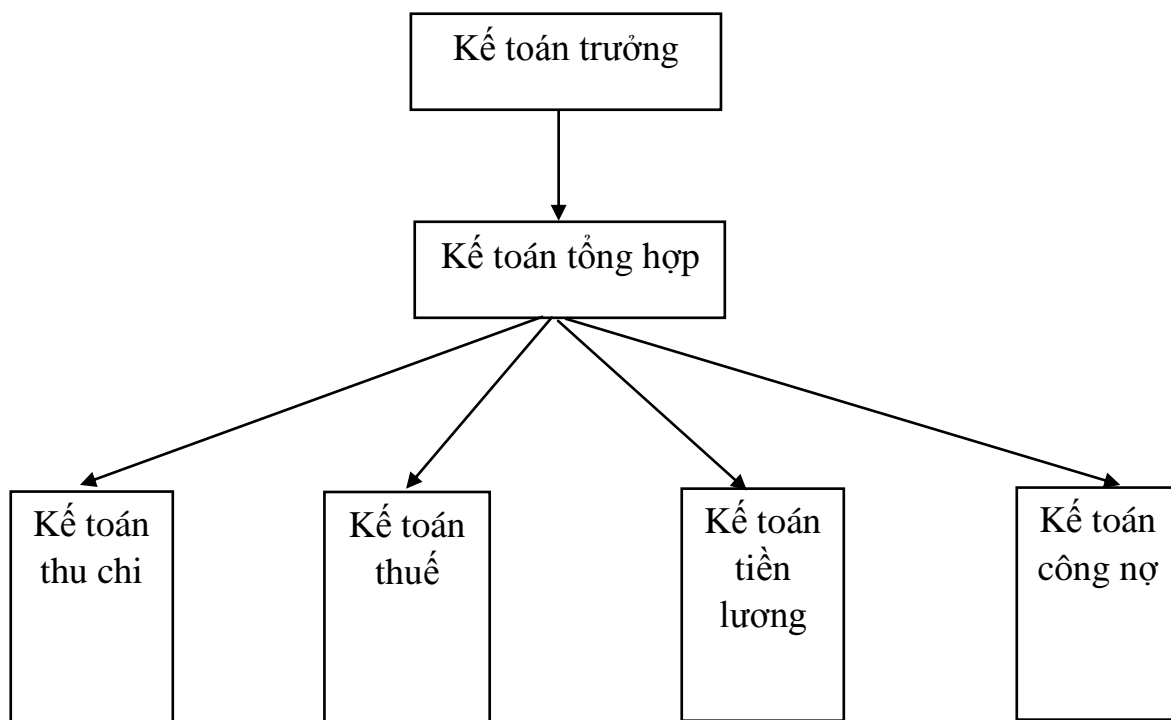 Kế toán trưởng
Kế toán tổng hợp
Kế toán
thu chi
Kế toán
thuế
Kế toán
tiền
lương
Kế toán
công nợ